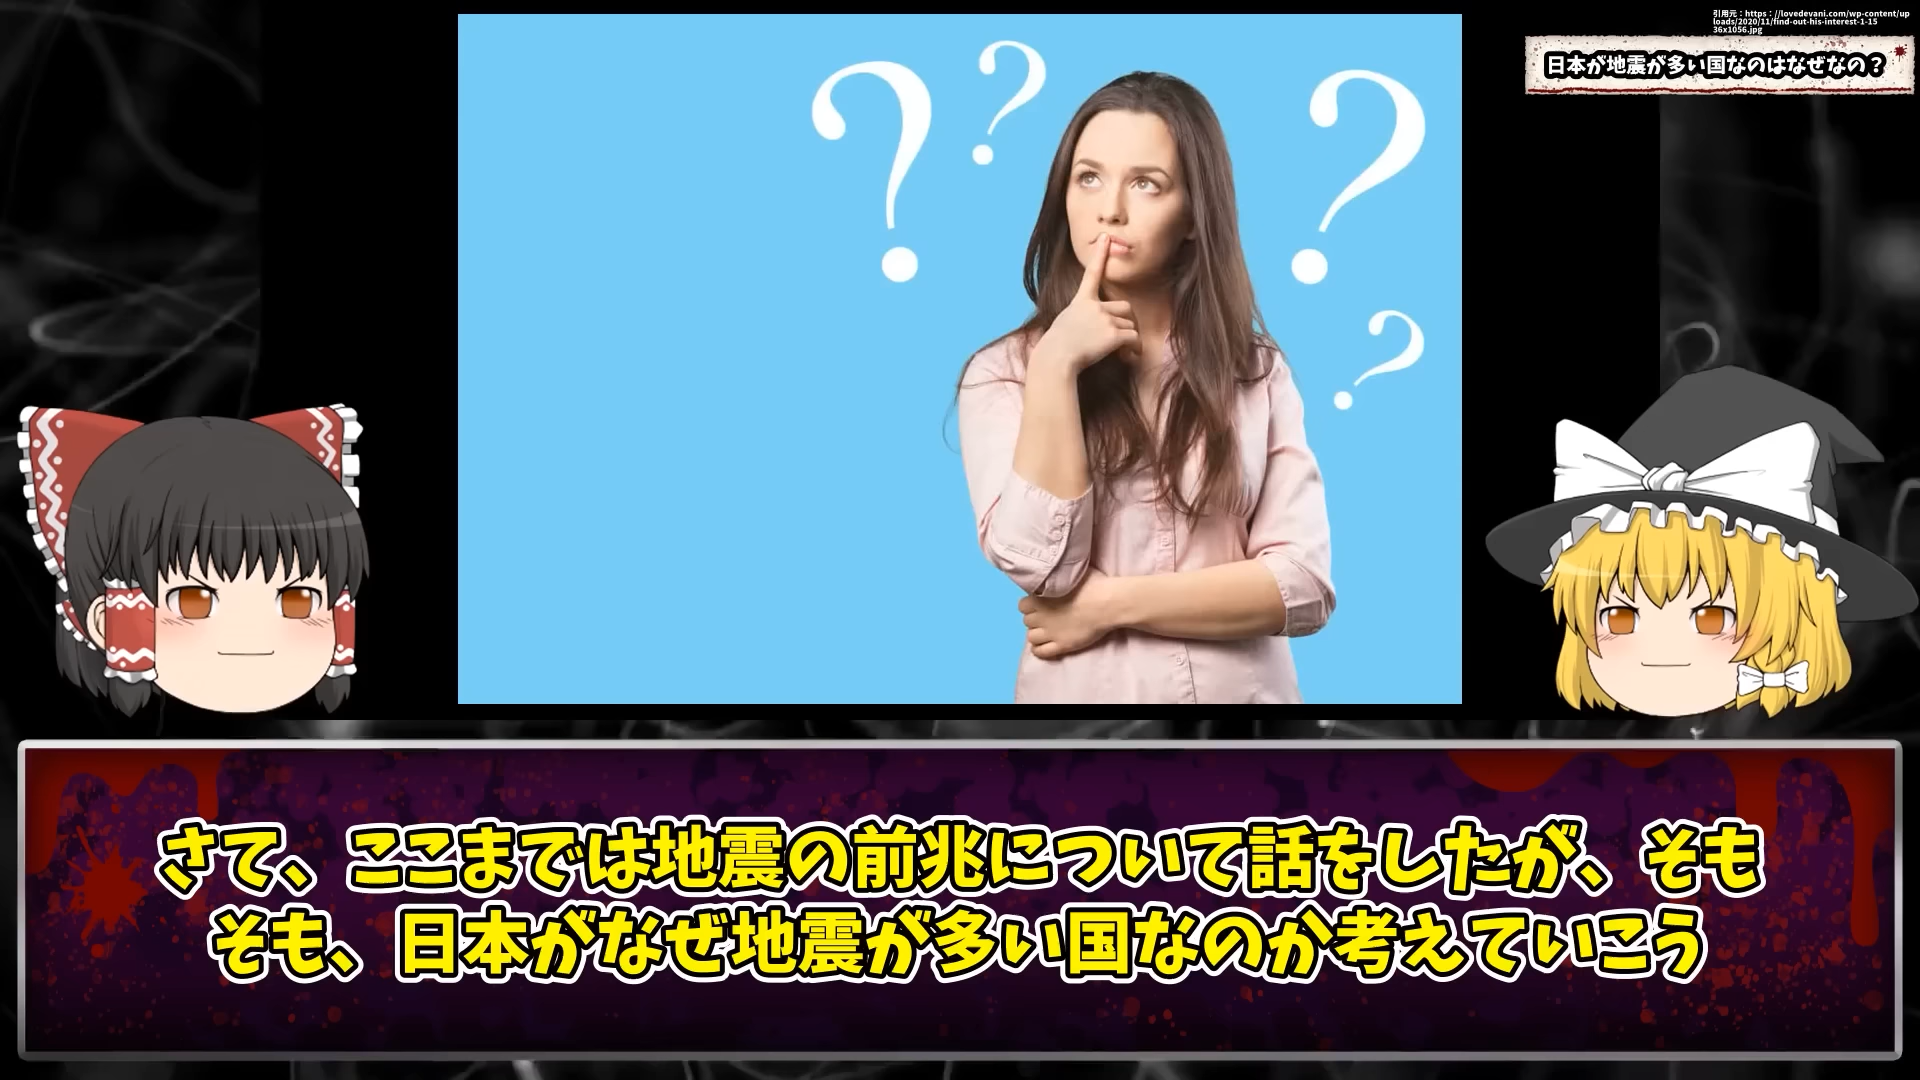 引用元：https：//lovedevani.com/wp-content/up
loads/2020/11/find-out-his-interest-1-15
36x1056.jpg
日本が地震が多い国なのはなぜなの？
? ? ? ?
さて、ここまでは地震の前兆について話をしたが、そも
そも、日本がなぜ地震が多い国なのか考えていこう